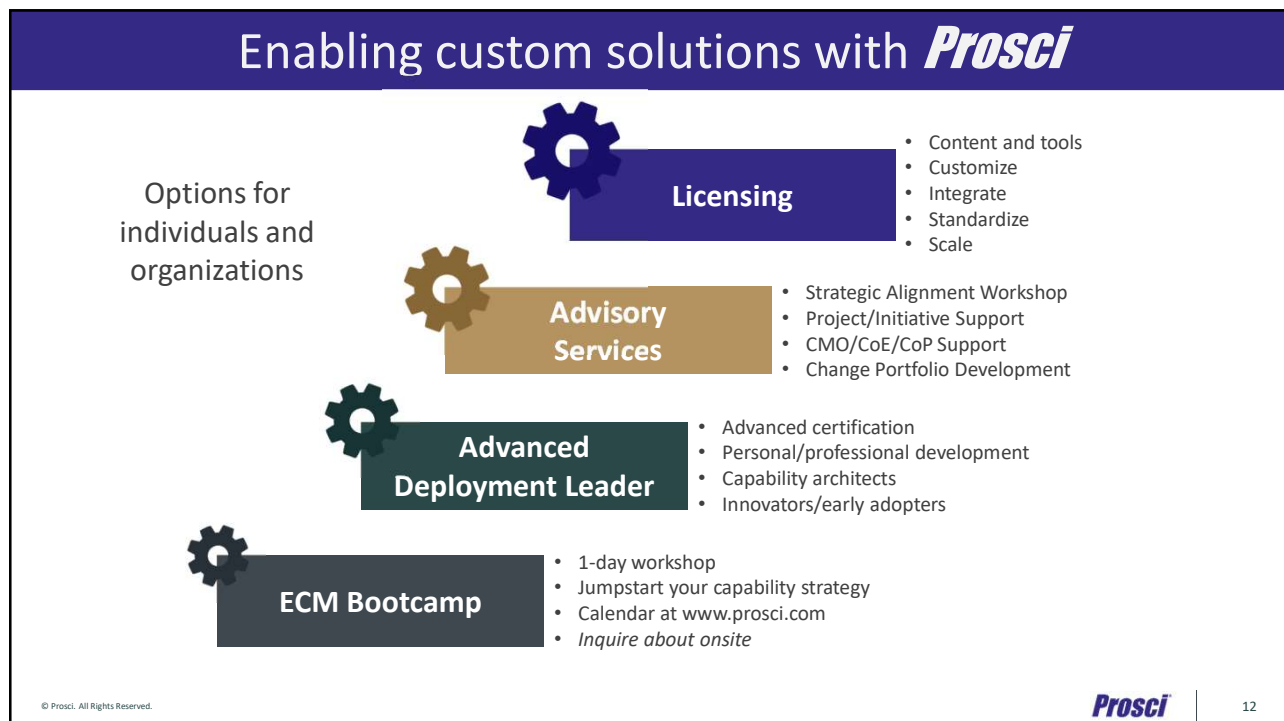 Enabling custom solutions with Prosci
Options for
individuals and
organizations
Licensing
• Content and tools
• Customize
• Integrate
• Standardize
• Scale
Advisory
Services
• Strategic Alignment Workshop
• Project/Initiative Support
• CMO/CoE/CoP Support
• Change Portfolio Development
Advanced
Deployment Leader
• Advanced certification
• Personal/professional development
• Capability architects
• Innovators/early adopters
ECM Bootcamp
• 1-day workshop
• Jumpstart your capability strategy
• Calendar at www.prosci.com
• Inquire about onsite
© Prosci. All Rights Reserved.
Prosci
12